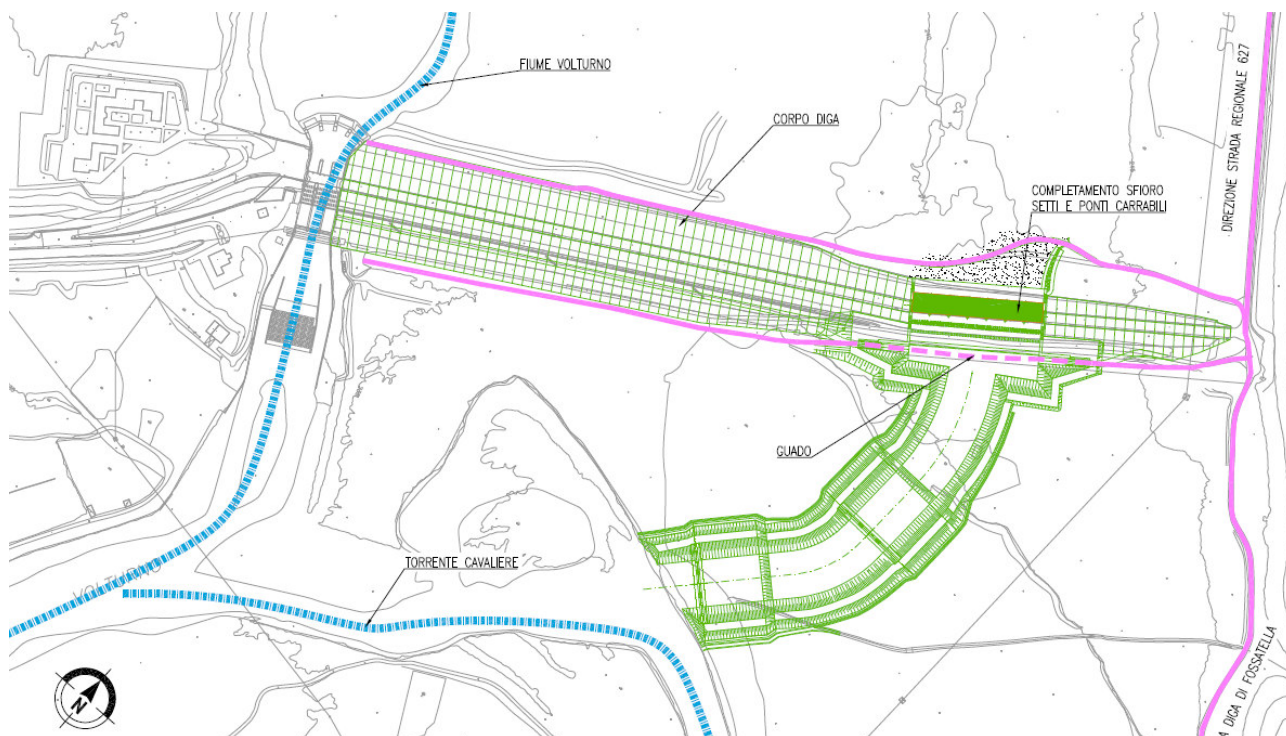 FIUME VOLTURNO
CORPO DIGA
COMPLETAMENTO SFIORO
SETTI E PONTI CARRABILI
DIREZIONE STRADA REGIONALE 627
GUADO
TORRENTE CAVALIERE
VOLTURNO
A DIGA DI FOSSATELLA
N